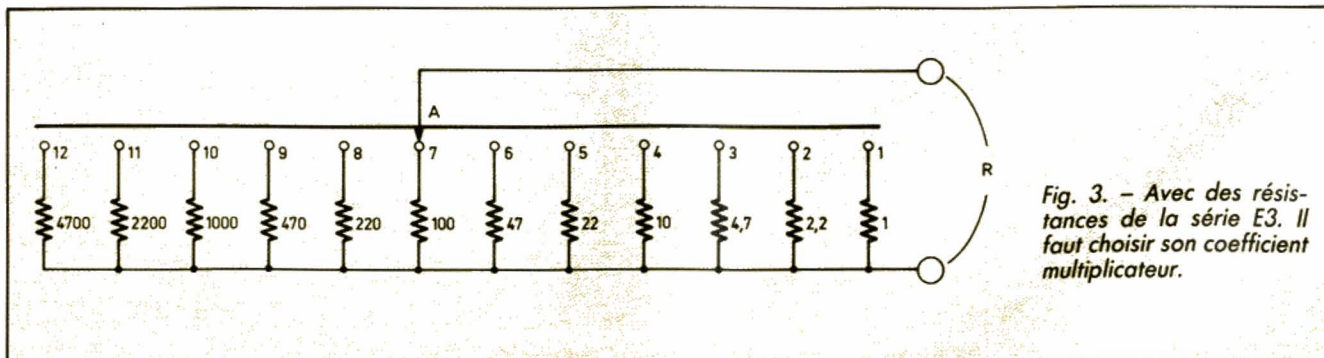 A
12 11 10 9 8 7 6 5 4 3 2 1
R
4700 2200 1000 470 220 100 47 22 10 4,7 2,2 1
Fig. 3. – Avec des résis-
tances de la série E3. Il
faut choisir son coefficient
multiplicateur.